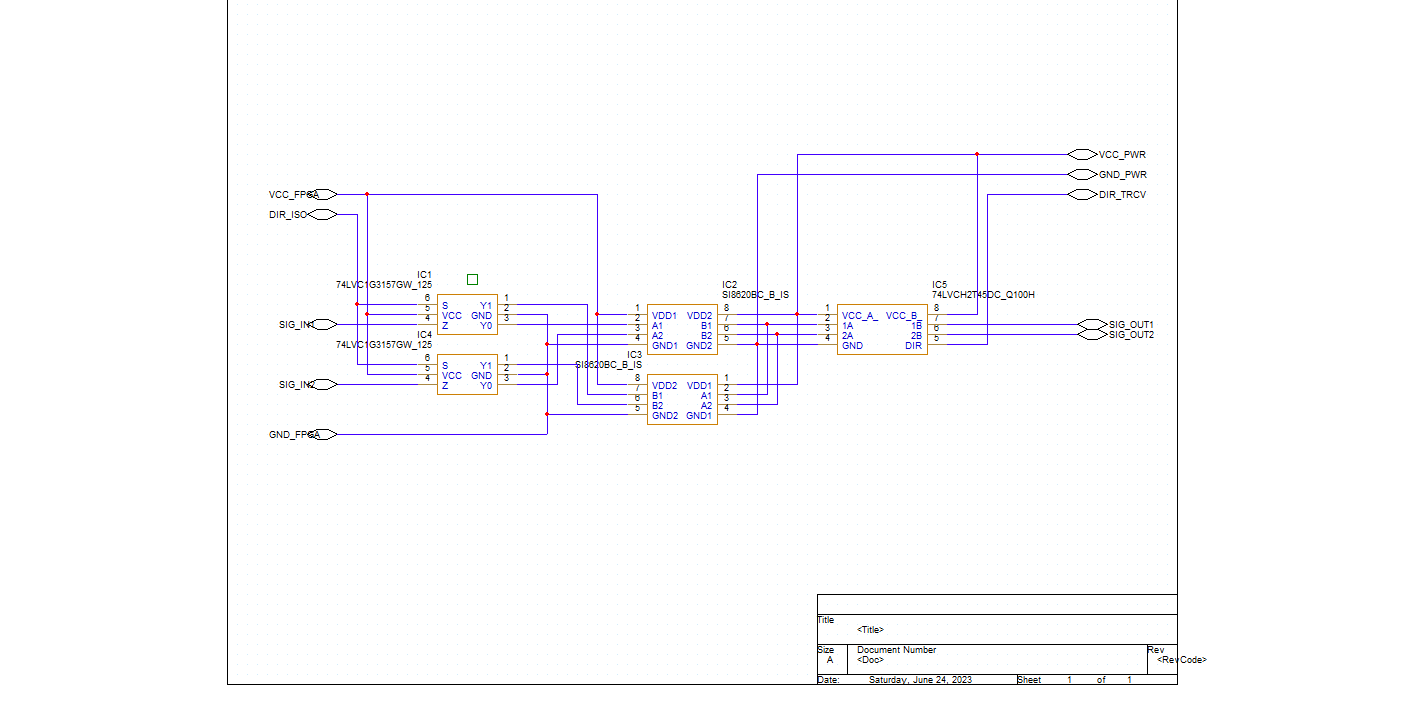 VCC_PWR
GND_PWR
VCC_FPGA
DIR_TRCV
DIR_ISO
IC1
74LVC1G3157GW_125
6 S Y1 1
5 VCC GND 2
4 Z Y0 3
SIG_IN1
IC4
74LVC1G3157GW_125
6 S Y1 1
5 VCC GND 2
4 Z Y0 3
SIG_IN2
GND_FPGA
IC2
SI8620BC_B_IS
1 VDD1 VDD2 8
2 A1 B1 7
3 A2 B2 6
4 GND1 GND2 5
IC3
SI8620BC_B_IS
8 VDD2 VDD1 1
7 B1 A1 2
6 B2 A2 3
5 GND2 GND1 4
IC5
74LVCH2T45DC_Q100H
1 VCC_A_ VCC_B_ 8
2 1A 1B 7
3 2A 2B 6
4 GND DIR 5
SIG_OUT1
SIG_OUT2
Title
<Title>
Size Document Number Rev
A <Doc> <RevCode>
Date: Saturday, June 24, 2023 Sheet 1 of 1